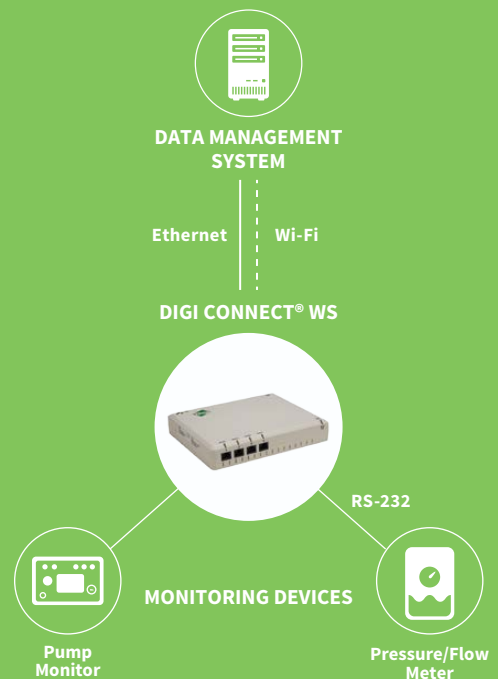 DATA MANAGEMENT
SYSTEM
Ethernet
Wi-Fi
DIGI CONNECT® WS
RS-232
MONITORING DEVICES
Pump
Monitor
Pressure/Flow
Meter